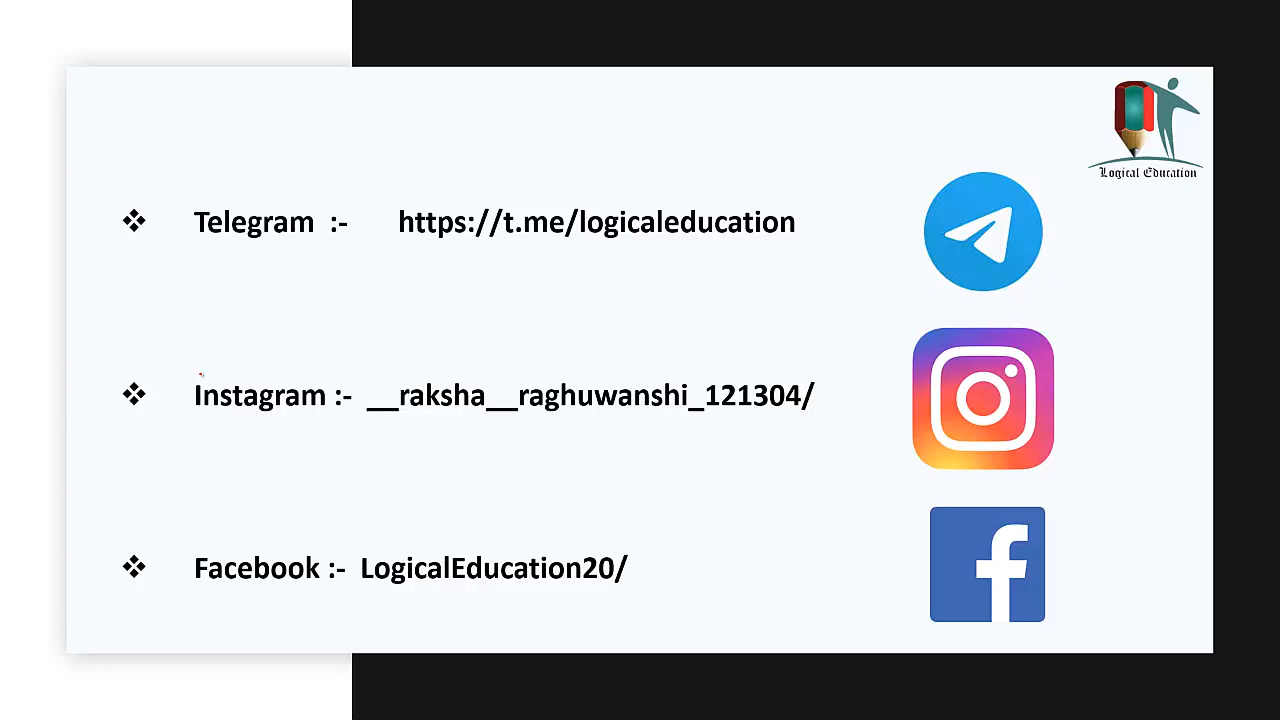 Logical Education
❖ Telegram :- https://t.me/logicaleducation
❖ Instagram :- __raksha__raghuwanshi_121304/
❖ Facebook :- LogicalEducation20/